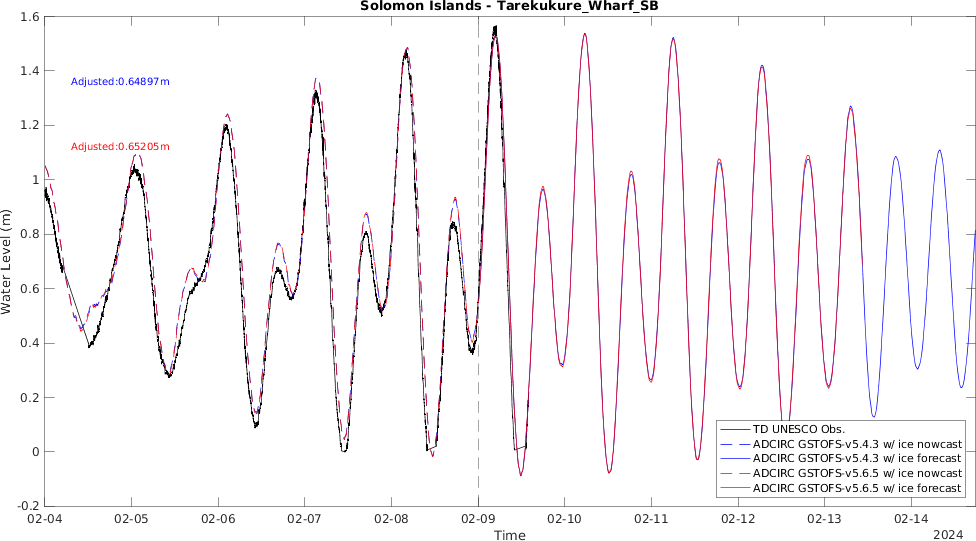 Solomon Islands - Tarekukure_Wharf_SB
1.6
1.4
1.2
1
0.8
0.6
0.4
0.2
0
-0.2
Water Level (m)
Adjusted:0.64897m
Adjusted:0.65205m
TD UNESCO Obs.
ADCIRC GSTOFS-v5.4.3 w/ ice nowcast
ADCIRC GSTOFS-v5.4.3 w/ ice forecast
ADCIRC GSTOFS-v5.6.5 w/ ice nowcast
ADCIRC GSTOFS-v5.6.5 w/ ice forecast
02-04 02-05 02-06 02-07 02-08 02-09 02-10 02-11 02-12 02-13 02-14
Time
2024